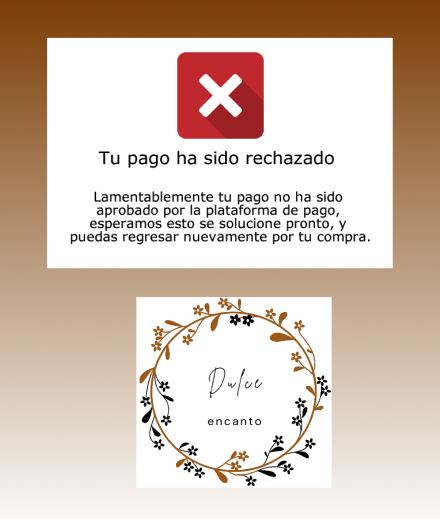 Tu pago ha sido rechazado
Lamentablemente tu pago no ha sido
aprobado por la plataforma de pago,
esperamos esto se solucione pronto, y
puedas regresar nuevamente por tu compra.
Dulce
encanto